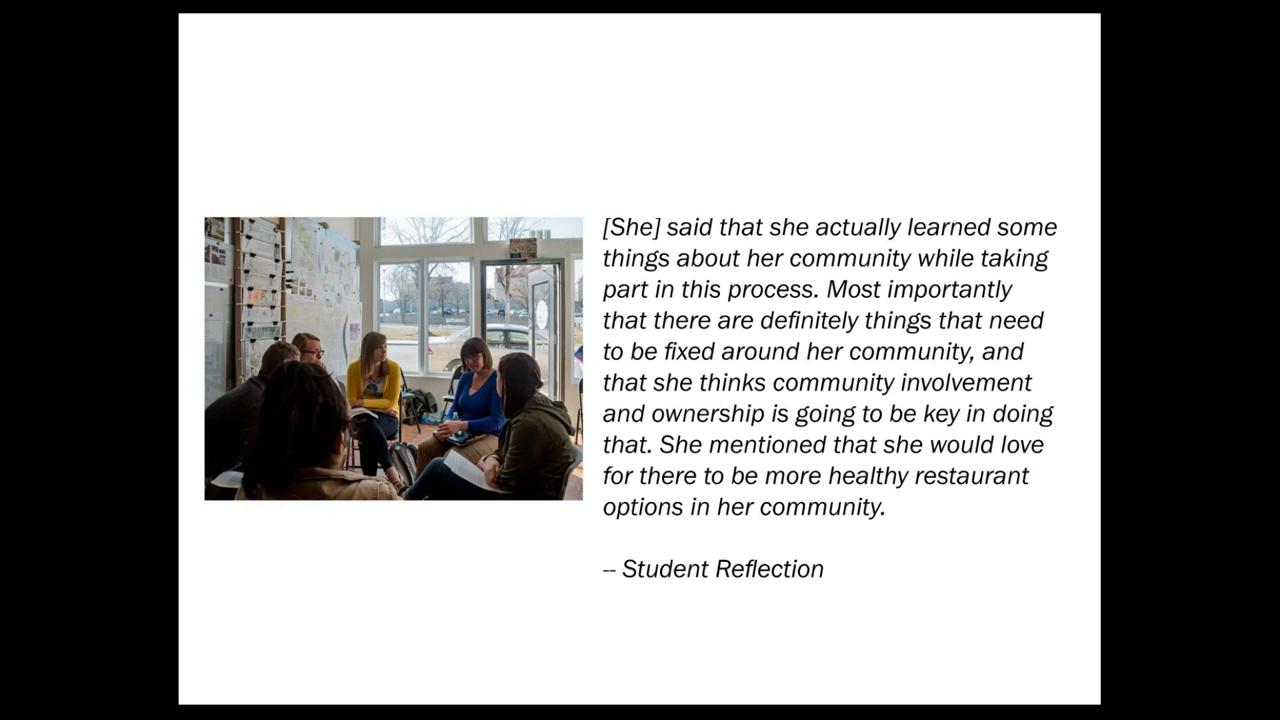 [She] said that she actually learned some
things about her community while taking
part in this process. Most importantly
that there are definitely things that need
to be fixed around her community, and
that she thinks community involvement
and ownership is going to be key in doing
that. She mentioned that she would love
for there to be more healthy restaurant
options in her community.
-- Student Reflection